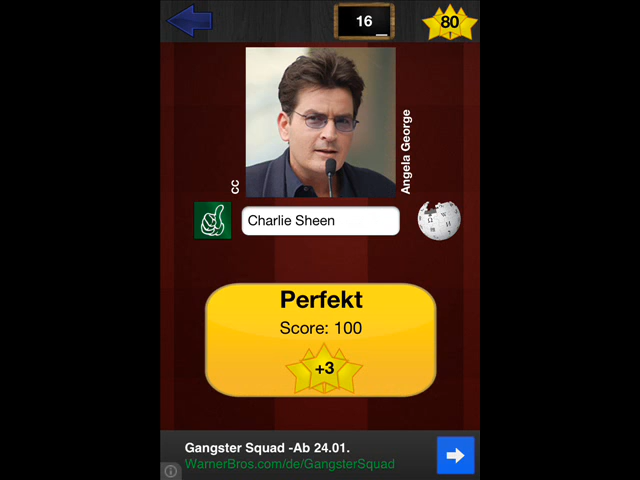 16
80
CC
Angela George
Charlie Sheen
Perfekt
Score: 100
+3
Gangster Squad -Ab 24.01.
WarnerBros.com/de/GangsterSquad